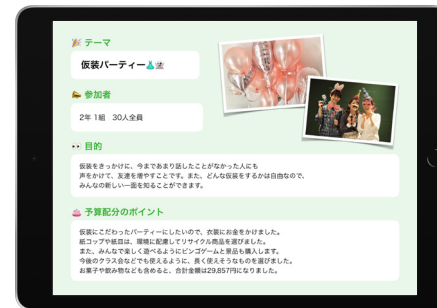 🎉 テーマ
仮装パーティー👗👻
参加者
2年 1組 30人全員
👀 目的
仮装をきっかけに、今まであまり話したことがなかった人にも
声をかけて、友達を増やすことです。また、どんな仮装をするかは自由なので、
みんなの新しい一面を知ることができます。
👛 予算配分のポイント
仮装にこだわったパーティーにしたいので、衣装にお金をかけました。
紙コップや紙皿は、環境に配慮してリサイクル商品を選びました。
また、みんなで楽しく遊べるようにビンゴゲームと景品も購入します。
今後のクラス会などでも使えるように、長く使えそうなものを選びました。
お菓子や飲み物なども含めると、合計金額は29,857円になりました。